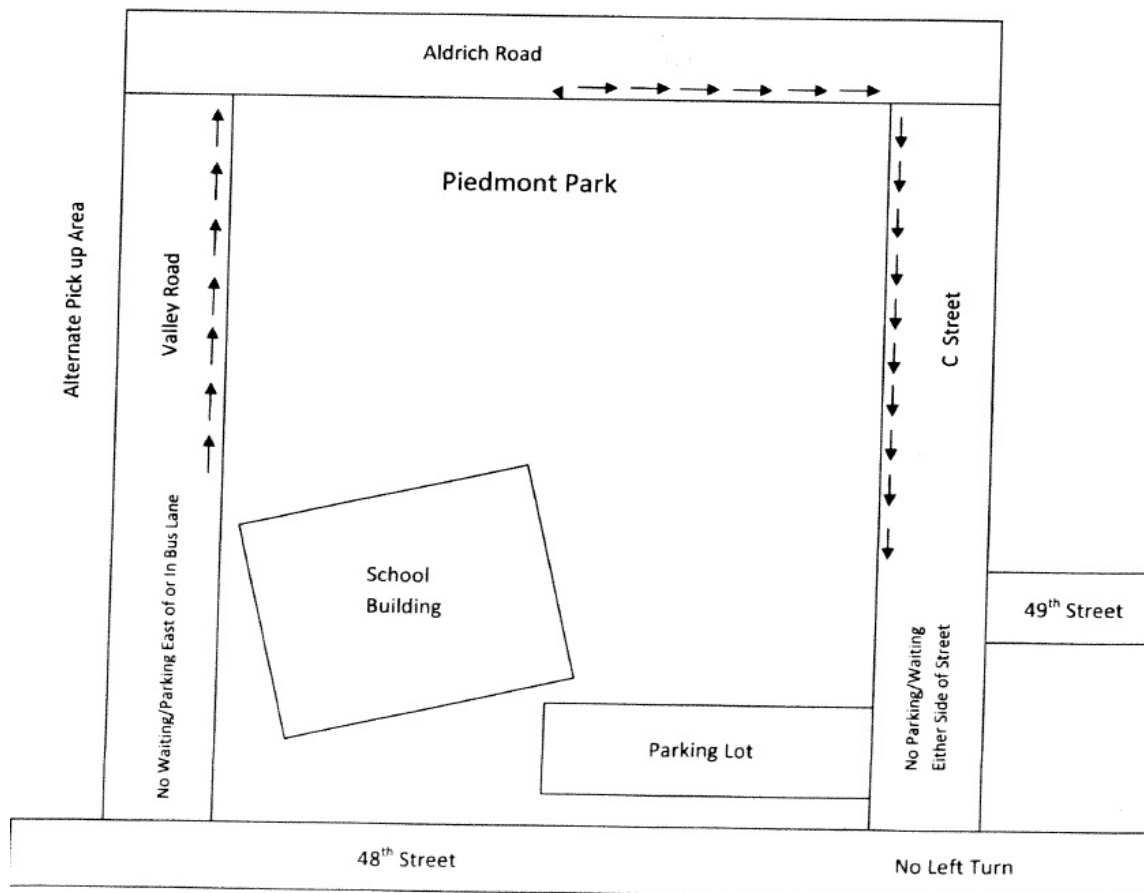 Aldrich Road
Piedmont Park
Alternate Pick up Area
Valley Road
C Street
School
Building
49th Street
No Waiting/Parking East of or In Bus Lane
No Parking/Waiting
Either Side of Street
Parking Lot
48th Street
No Left Turn